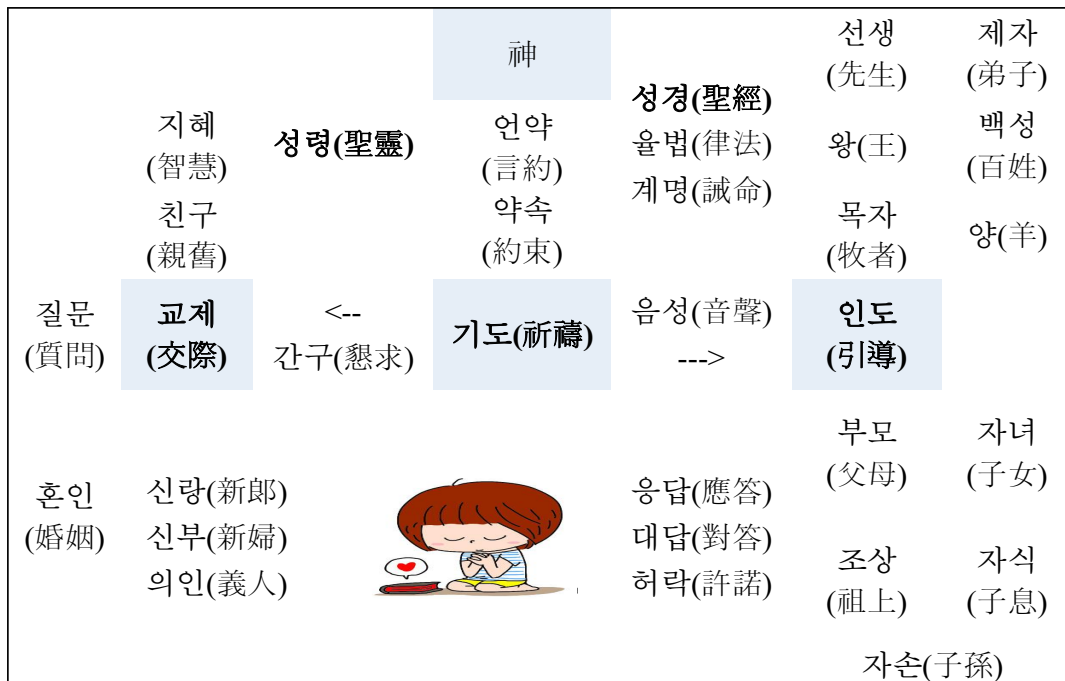 神
선생
(先生)
제자
(弟子)
지혜
(智慧)
성령(聖靈)
언약
(言約)
성경(聖經)
율법(律法)
계명(誡命)
왕(王)
백성
(百姓)
친구
(親舊)
약속
(約束)
목자
(牧者)
양(羊)
질문
(質問)
교제
(交際)
<--
간구(懇求)
기도(祈禱)
음성(音聲)
--->
인도
(引導)
혼인
(婚姻)
신랑(新郞)
신부(新婦)
의인(義人)
응답(應答)
대답(對答)
허락(許諾)
부모
(父母)
자녀
(子女)
조상
(祖上)
자식
(子息)
자손(子孫)